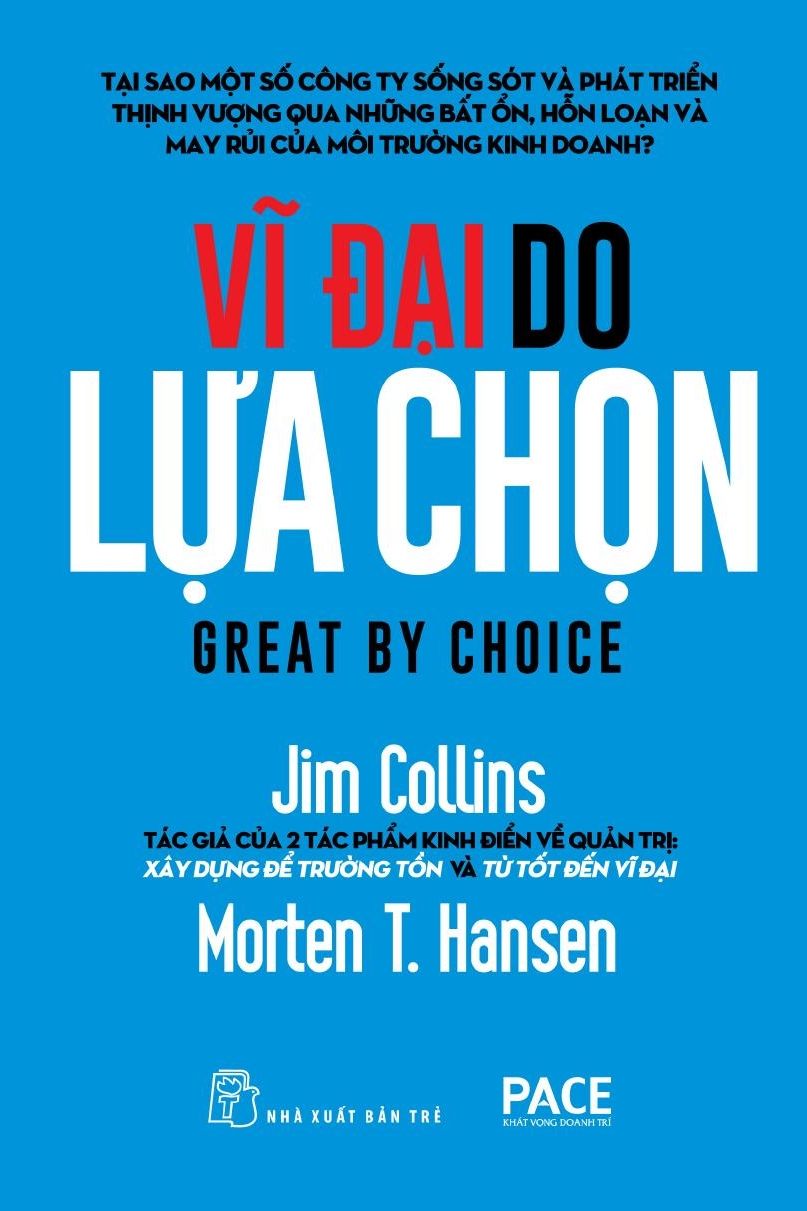 TẠI SAO MỘT SỐ CÔNG TY SỐNG SÓT VÀ PHÁT TRIỂN
THỊNH VƯỢNG QUA NHỮNG BẤT ỔN, HỖN LOẠN VÀ
MAY RỦI CỦA MÔI TRƯỜNG KINH DOANH?
VĨ ĐẠI DO
LỰA CHỌN
GREAT BY CHOICE
Jim Collins
TÁC GIẢ CỦA 2 TÁC PHẨM KINH ĐIỂN VỀ QUẢN TRỊ:
XÂY DỰNG ĐỂ TRƯỜNG TỒN VÀ TỪ TỐT ĐẾN VĨ ĐẠI
Morten T. Hansen
T
NHÀ XUẤT BẢN TRẺ
PACE
KHÁT VỌNG DOANH TRÍ